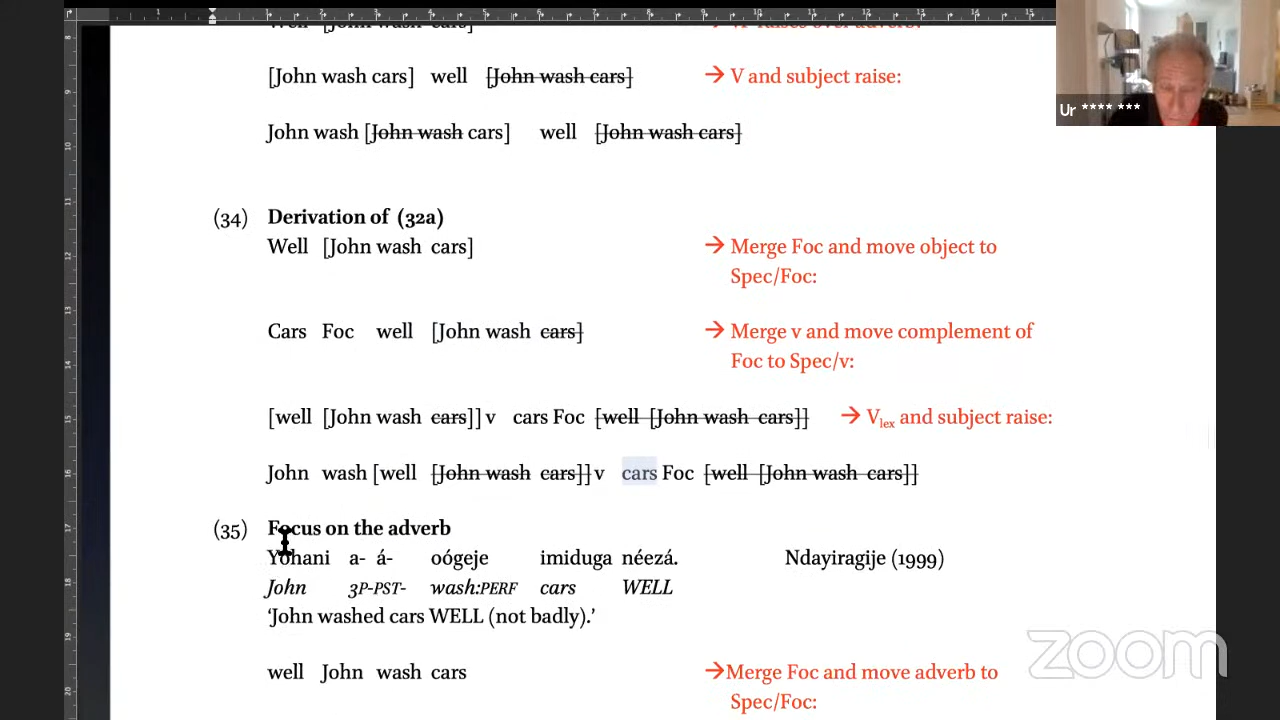 [John wash cars] well [John wash cars] → V and subject raise:
John wash [John wash cars] well [John wash cars]
(34) Derivation of (32a)
Well [John wash cars] → Merge Foc and move object to
Spec/Foc:
Cars Foc well [John wash cars] → Merge v and move complement of
Foc to Spec/v:
[well [John wash cars]] v cars Foc [well [John wash cars]] → Vlex and subject raise:
John wash [well [John wash cars]] v cars Foc [well [John wash cars]]
(35) Focus on the adverb
Yohani a- á- oógeje imiduga néezá. Ndayiragije (1999)
John 3P-PST- wash:PERF cars WELL
‘John washed cars WELL (not badly).’
well John wash cars →Merge Foc and move adverb to
Spec/Foc:
Ur **** ***
zoom